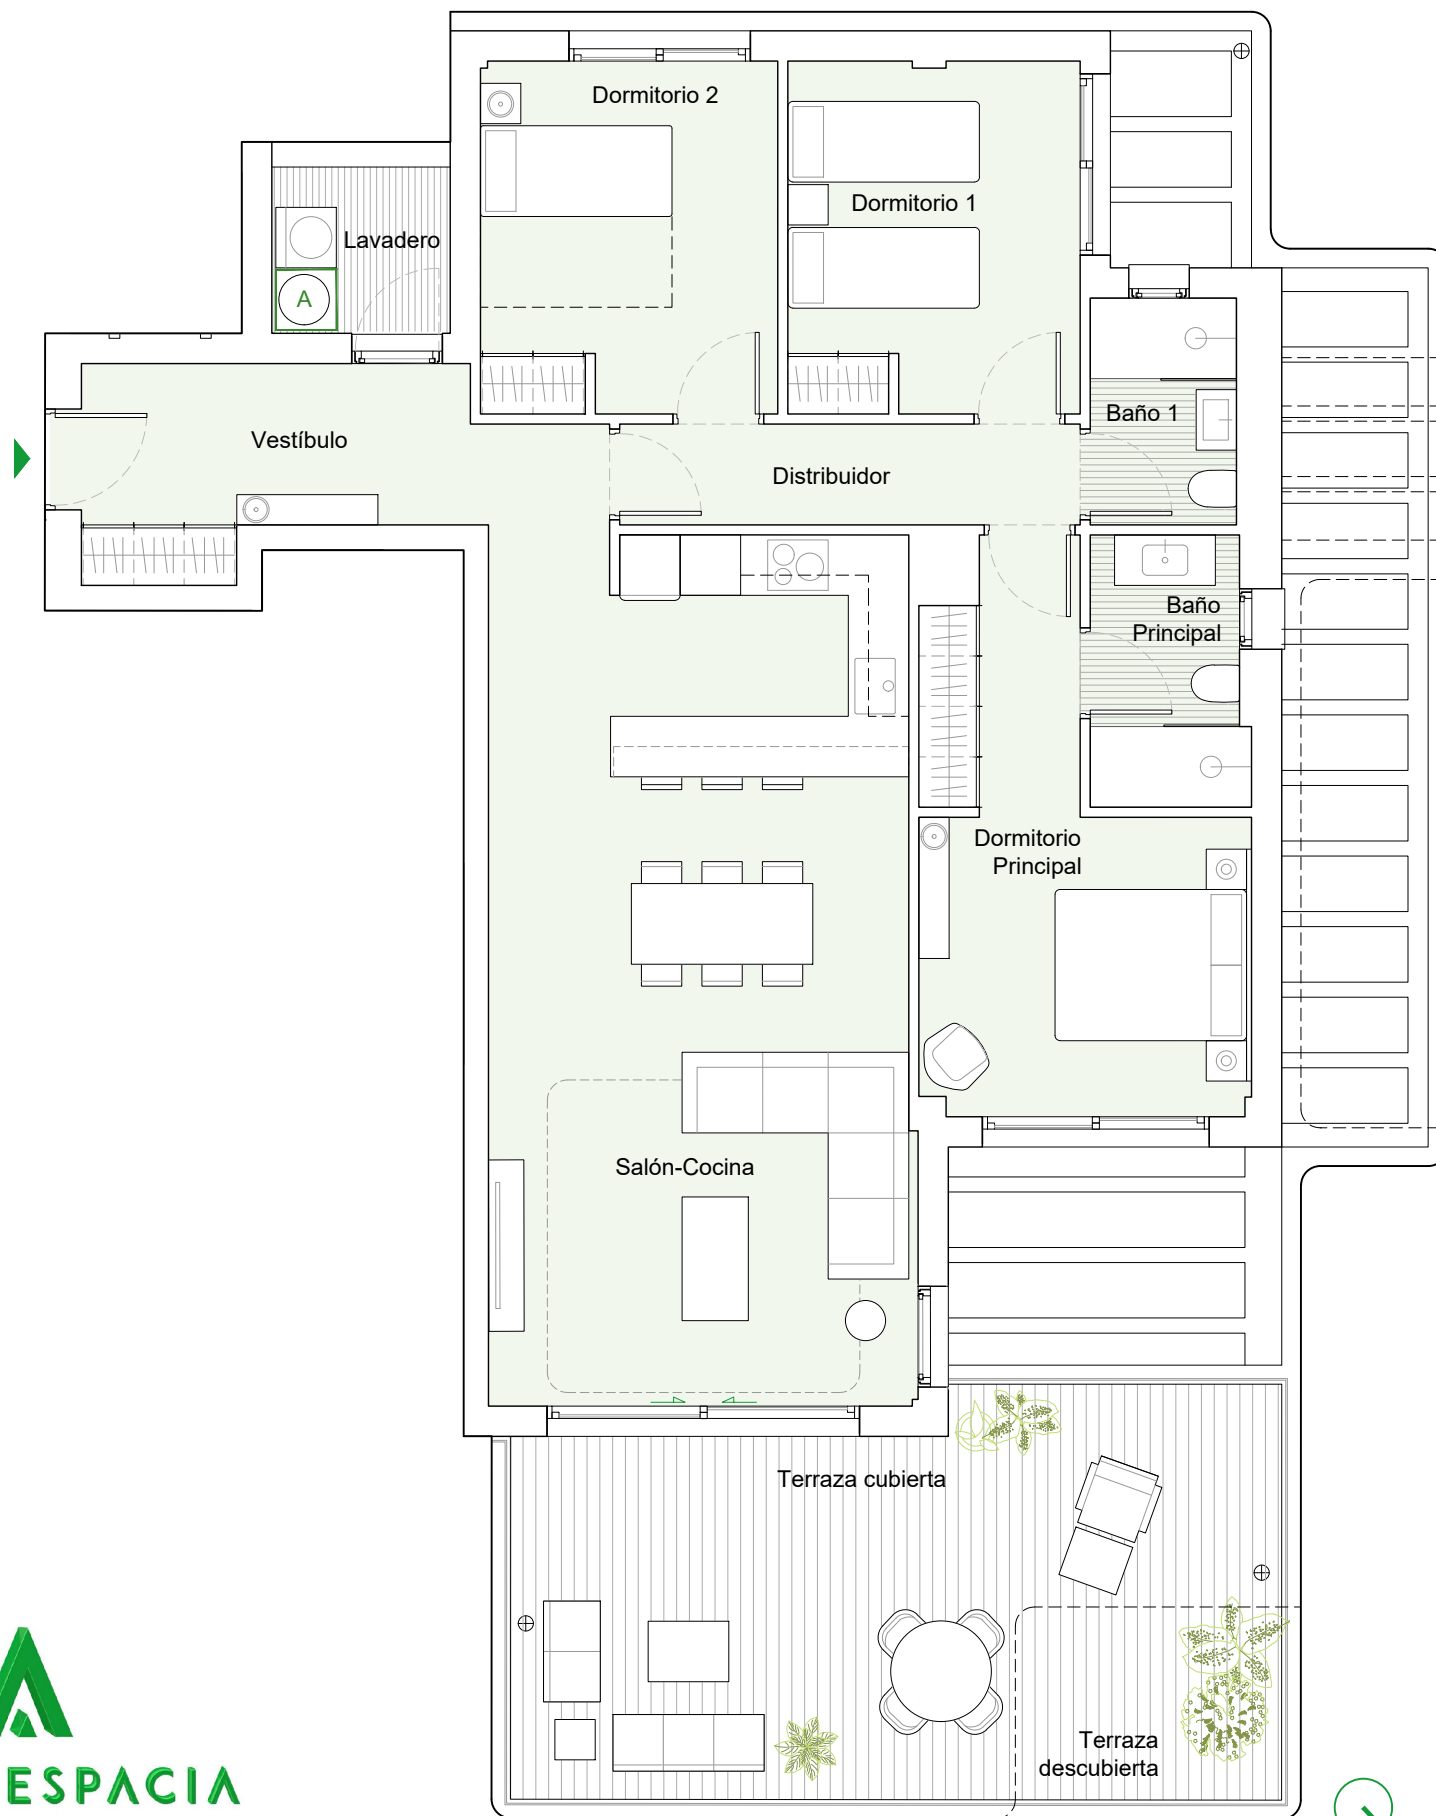 Dormitorio 2
Dormitorio 1
Lavadero
A
Baño 1
Vestíbulo
Distribuidor
Baño
Principal
Dormitorio
Principal
Salón-Cocina
Terraza cubierta
Terraza
descubierta
ESPACIA